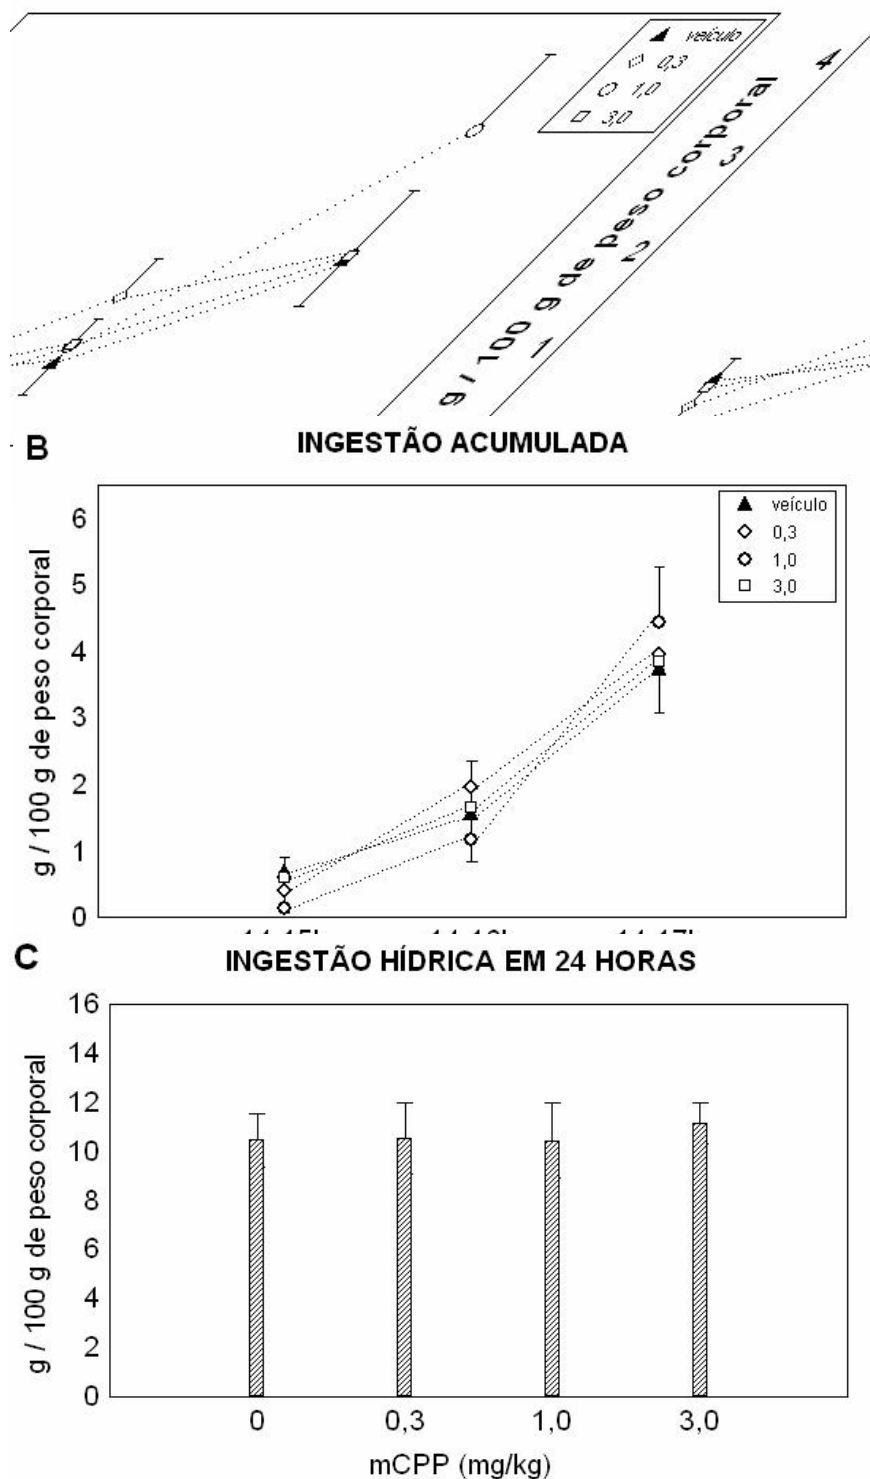 veículo
0,3
1,0
3,0
g / 100 g de peso corporal
4
3
2
1
B
INGESTÃO ACUMULADA
g / 100 g de peso corporal
6
5
4
3
2
1
0
veículo
0,3
1,0
3,0
C
INGESTÃO HÍDRICA EM 24 HORAS
g / 100 g de peso corporal
16
14
12
10
8
6
4
2
0
0 0,3 1,0 3,0
mCPP (mg/kg)